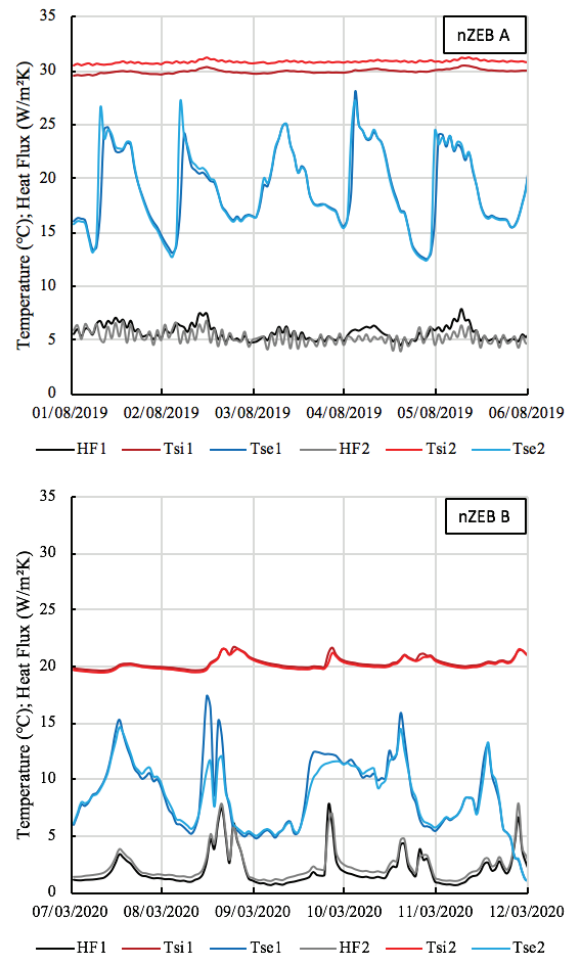 nZEB A
Temperature (°C); Heat Flux (W/m²K)
35
30
25
20
15
10
5
0
01/08/2019 02/08/2019 03/08/2019 04/08/2019 05/08/2019 06/08/2019
HF1 Tsi1 Tse1 HF2 Tsi2 Tse2
nZEB B
Temperature (°C); Heat Flux (W/m²K)
35
30
25
20
15
10
5
0
07/03/2020 08/03/2020 09/03/2020 10/03/2020 11/03/2020 12/03/2020
HF1 Tsi1 Tse1 HF2 Tsi2 Tse2